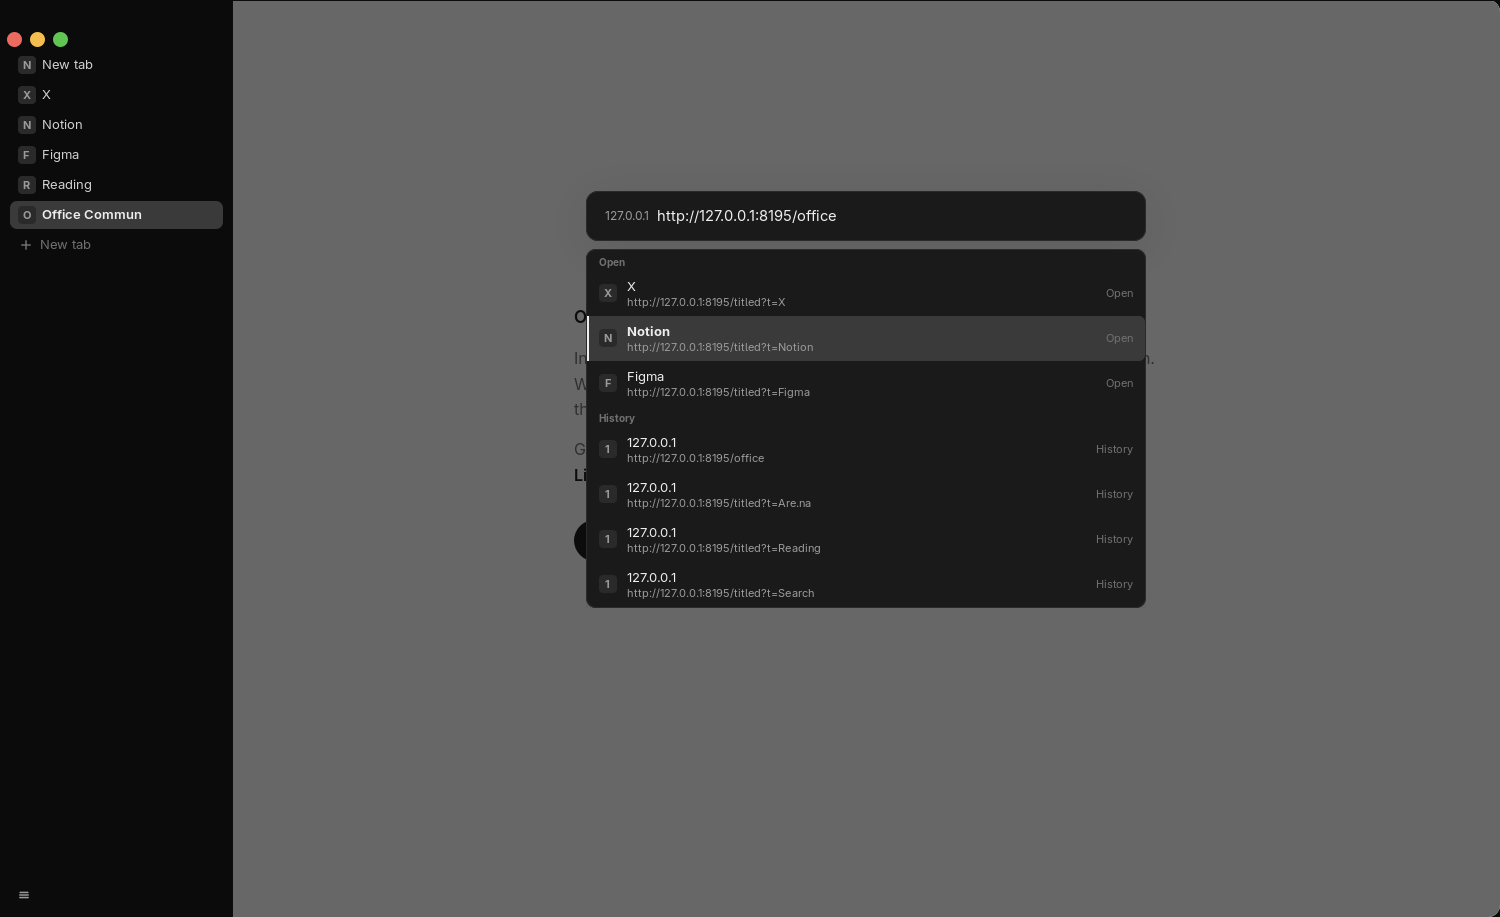 N New tab
X X
N Notion
F Figma
R Reading
O Office Commun
+ New tab
127.0.0.1 http://127.0.0.1:8195/office
Open
X X Open
http://127.0.0.1:8195/titled?t=X
N Notion Open
http://127.0.0.1:8195/titled?t=Notion
F Figma Open
http://127.0.0.1:8195/titled?t=Figma
History
1 127.0.0.1 History
http://127.0.0.1:8195/office
1 127.0.0.1 History
http://127.0.0.1:8195/titled?t=Are.na
1 127.0.0.1 History
http://127.0.0.1:8195/titled?t=Reading
1 127.0.0.1 History
http://127.0.0.1:8195/titled?t=Search